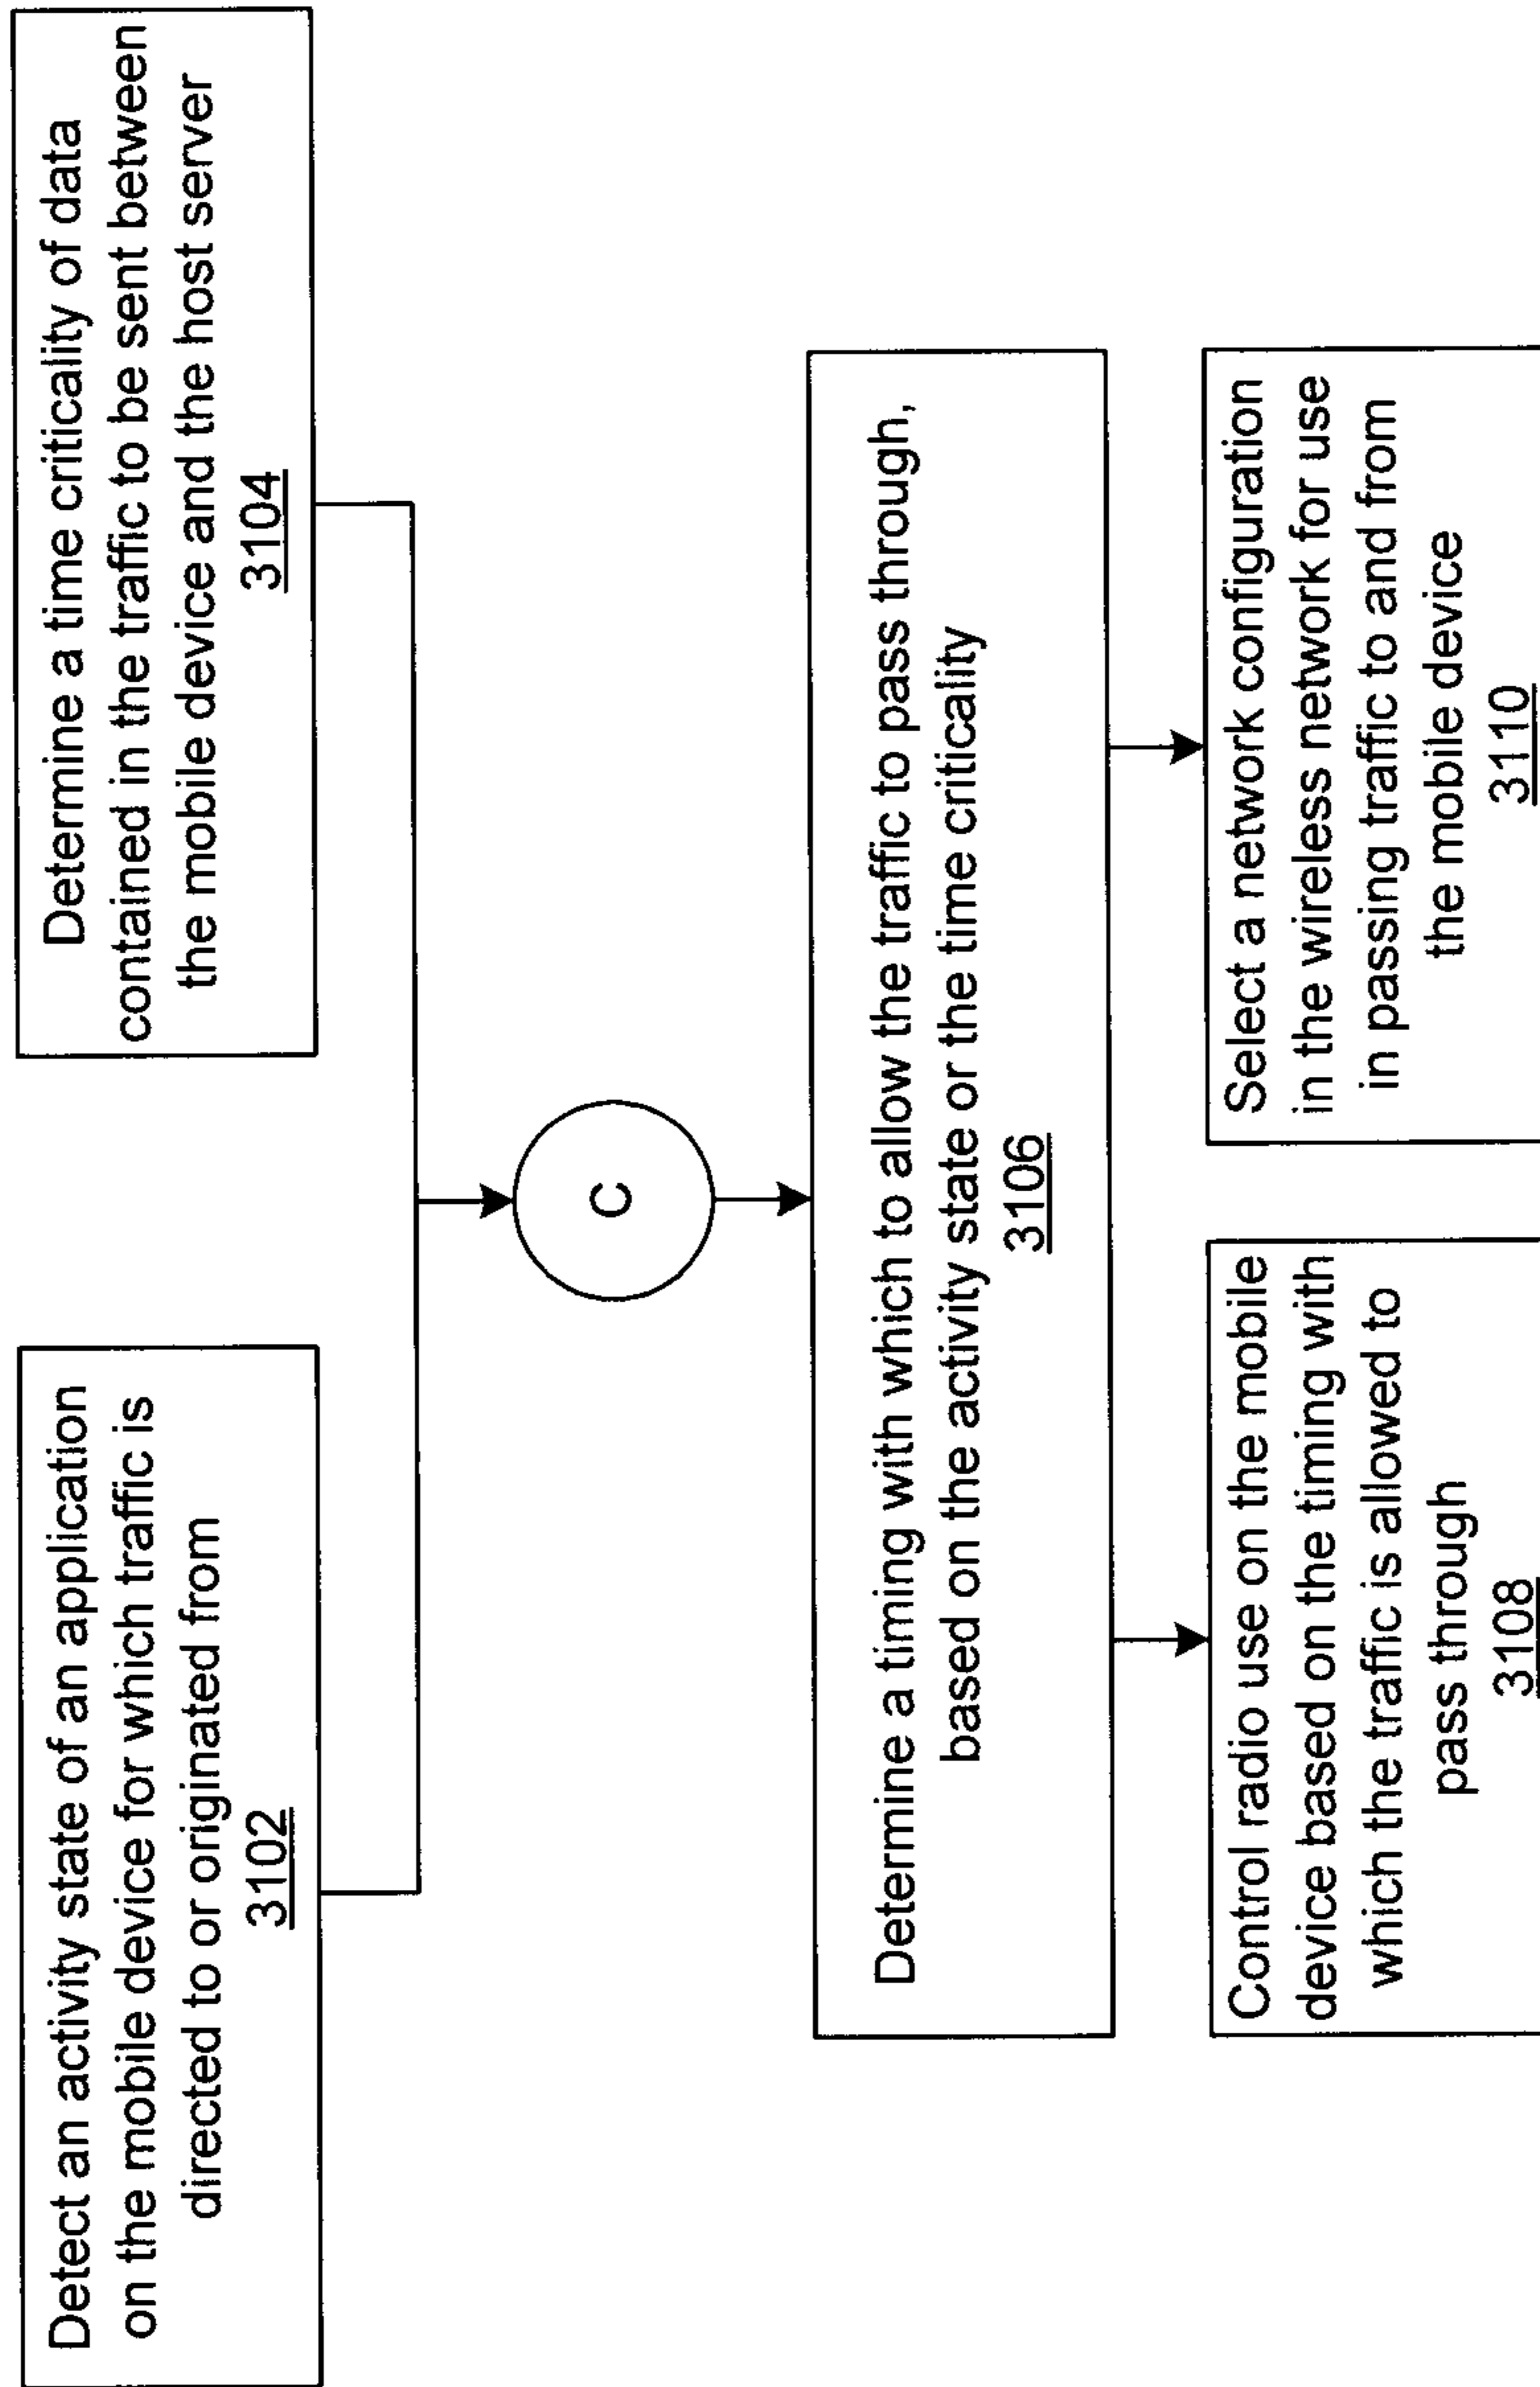 Detect an activity state of an application
on the mobile device for which traffic is
directed to or originated from
3102
Determine a time criticality of data
contained in the traffic to be sent between
the mobile device and the host server
3104
C
Determine a timing with which to allow the traffic to pass through,
based on the activity state or the time criticality
3106
Control radio use on the mobile
device based on the timing with
which the traffic is allowed to
pass through
3108
Select a network configuration
in the wireless network for use
in passing traffic to and from
the mobile device
3110